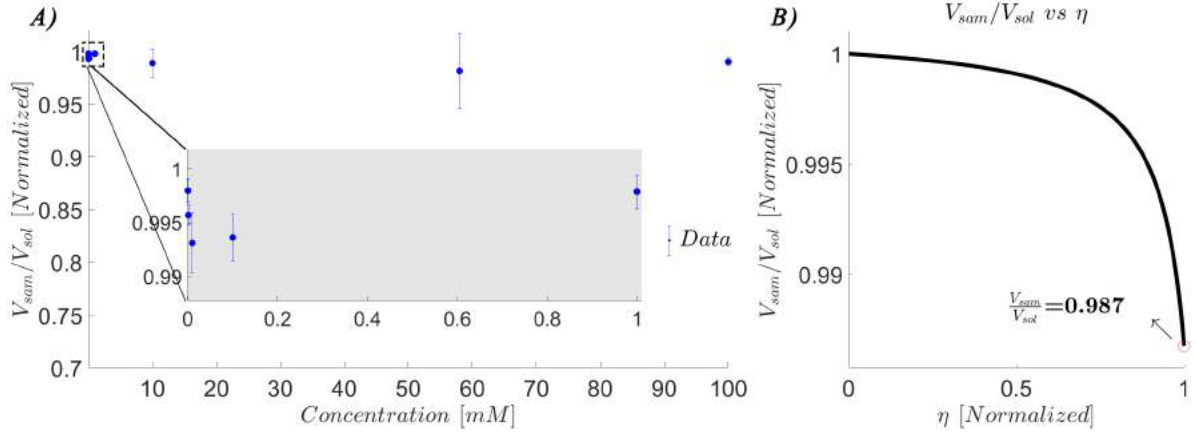 A)
V_sam/V_sol [Normalized]
1
0.95
0.9
0.85
0.8
0.75
0.7
1
0.995
0.99
0 0.2 0.4 0.6 0.8 1
Data
0 10 20 30 40 50 60 70 80 90 100
Concentration [mM]
B)
V_sam/V_sol vs η
V_sam/V_sol [Normalized]
1
0.995
0.99
V_sam/V_sol=0.987
0 0.5 1
η [Normalized]